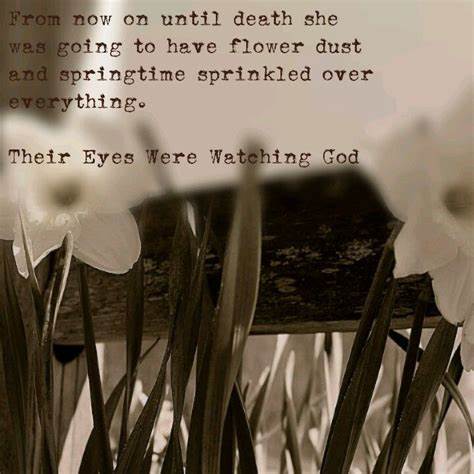 From now on until death she
was going to have flower dust
and springtime sprinkled over
everything.
Their Eyes Were Watching God